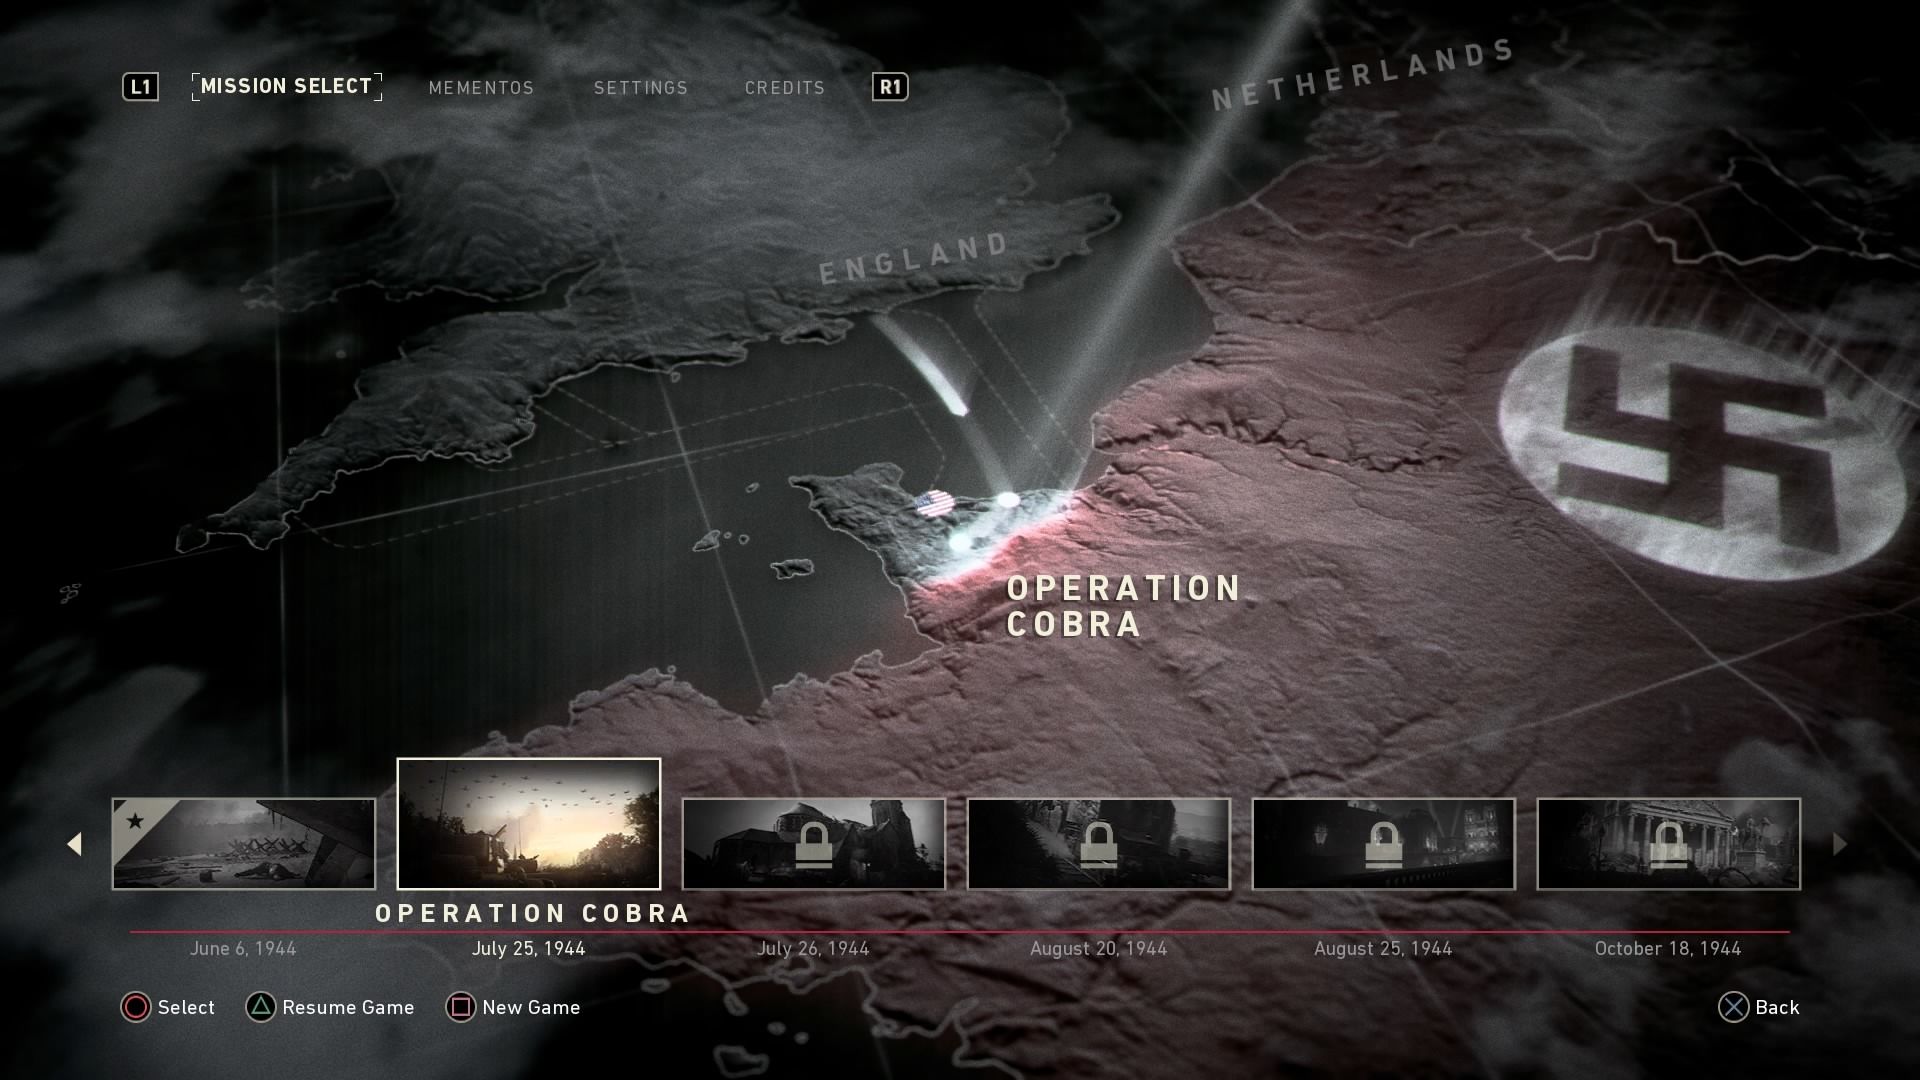 L1 MISSION SELECT MEMENTOS SETTINGS CREDITS R1
NETHERLANDS
ENGLAND
OPERATION
COBRA
OPERATION COBRA
June 6, 1944 July 25, 1944 July 26, 1944 August 20, 1944 August 25, 1944 October 18, 1944
Select Resume Game New Game Back